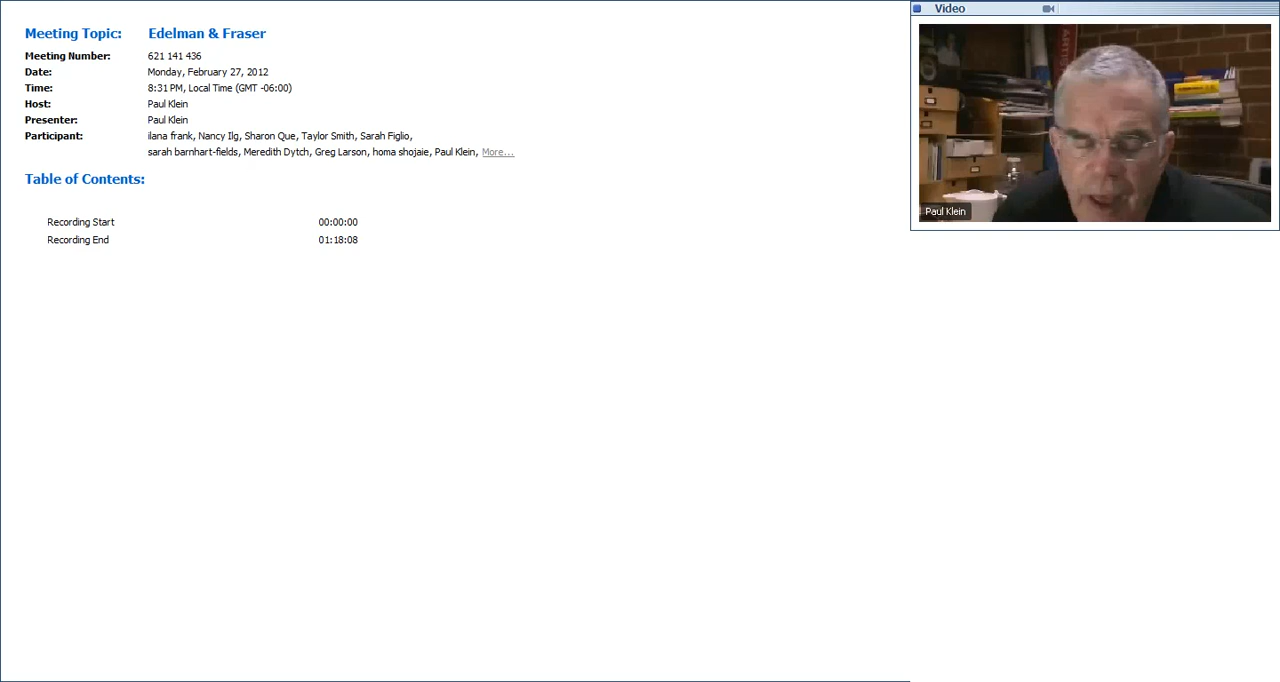 Meeting Topic: Edelman & Fraser
Meeting Number: 621 141 436
Date: Monday, February 27, 2012
Time: 8:31 PM, Local Time (GMT -06:00)
Host: Paul Klein
Presenter: Paul Klein
Participant: ilana frank, Nancy Ilg, Sharon Que, Taylor Smith, Sarah Figlio,
sarah barnhart-fields, Meredith Dytch, Greg Larson, homa shojaie, Paul Klein, More...
Table of Contents:
Recording Start 00:00:00
Recording End 01:18:08
Video
Paul Klein